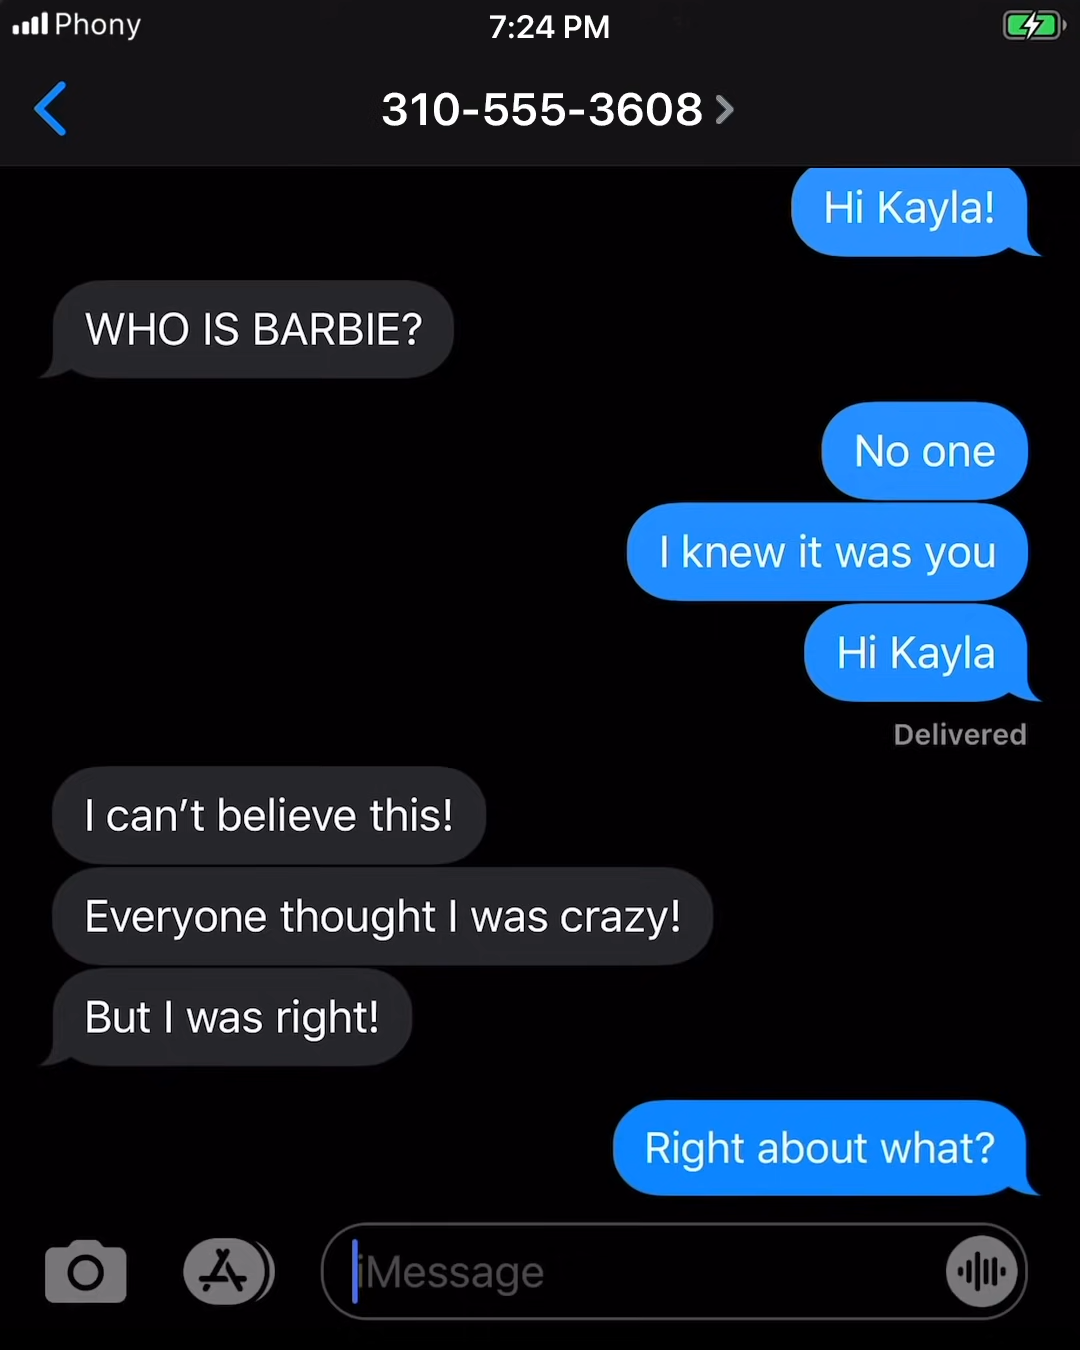 Phony 7:24 PM
310-555-3608
Hi Kayla!
WHO IS BARBIE?
No one
I knew it was you
Hi Kayla
Delivered
I can’t believe this!
Everyone thought I was crazy!
But I was right!
Right about what?
iMessage